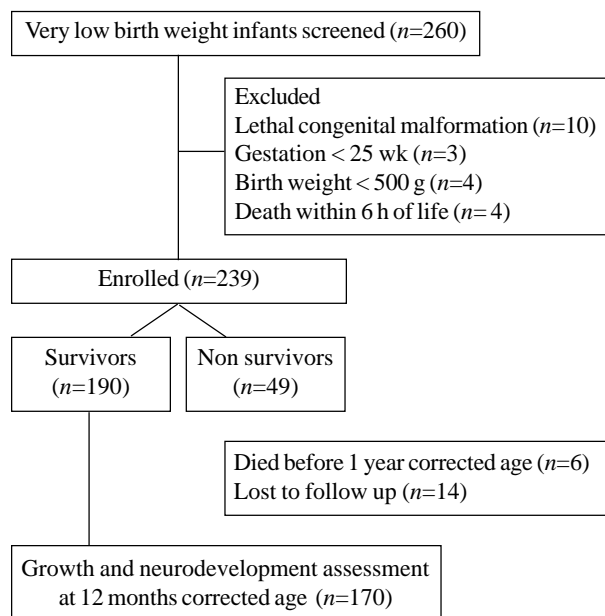 Very low birth weight infants screened (n=260)
Excluded
Lethal congenital malformation (n=10)
Gestation < 25 wk (n=3)
Birth weight < 500 g (n=4)
Death within 6 h of life (n= 4)
Enrolled (n=239)
Survivors
(n=190)
Non survivors
(n=49)
Died before 1 year corrected age (n=6)
Lost to follow up (n=14)
Growth and neurodevelopment assessment
at 12 months corrected age (n=170)